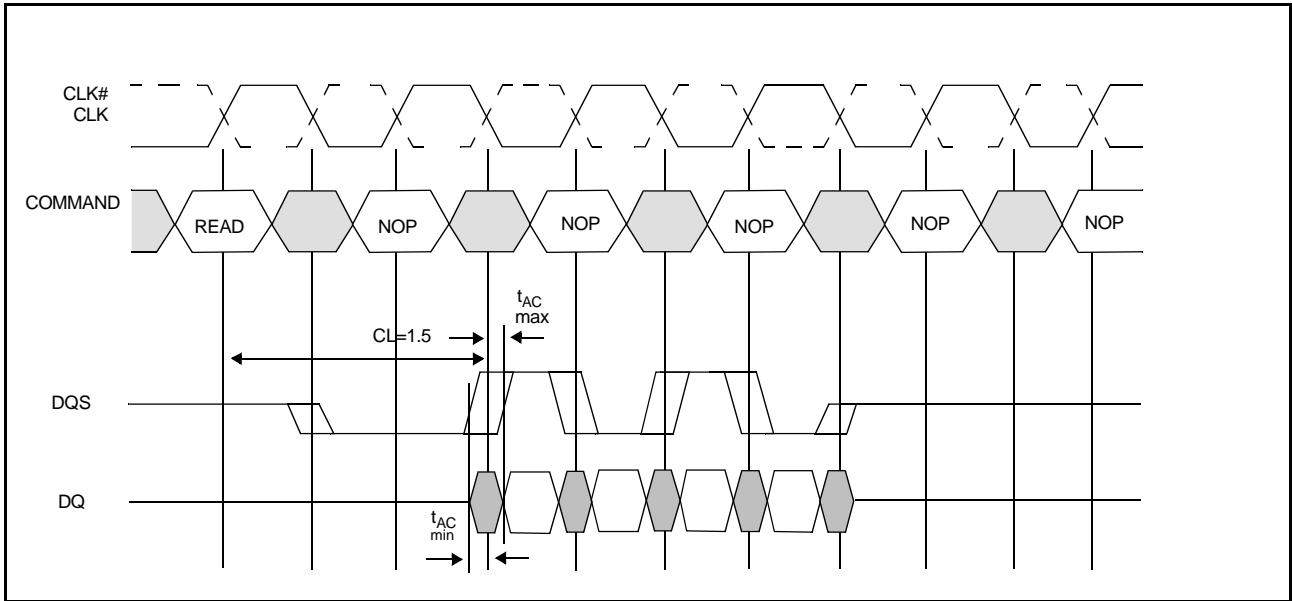 CLK#
CLK
COMMAND
READ
NOP
NOP
NOP
NOP
NOP
tAC
max
CL=1.5
DQS
DQ
tAC
min